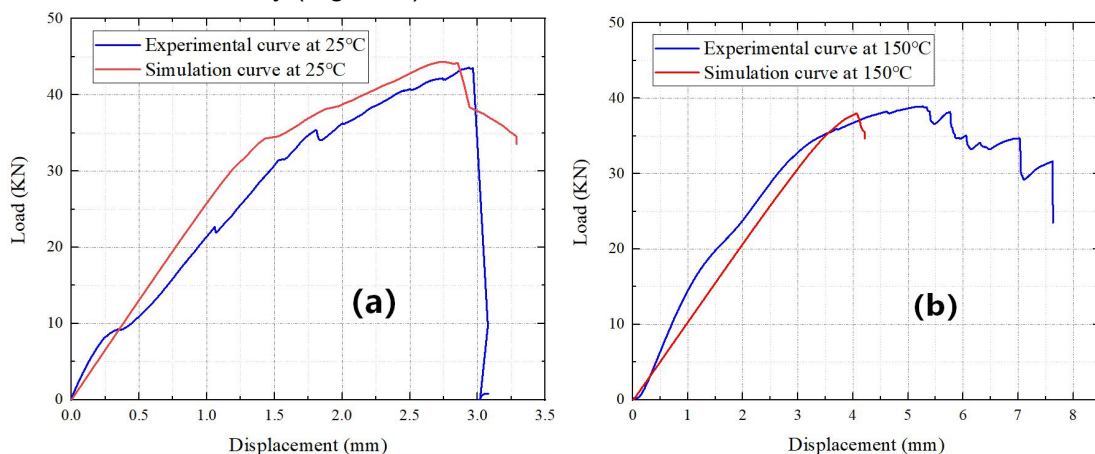 50
40
30
20
10
0
Load (KN)
Experimental curve at 25℃
Simulation curve at 25℃
(a)
0.0 0.5 1.0 1.5 2.0 2.5 3.0 3.5
Displacement (mm)
50
40
30
20
10
0
Load (KN)
Experimental curve at 150℃
Simulation curve at 150℃
(b)
0 1 2 3 4 5 6 7 8
Displacement (mm)